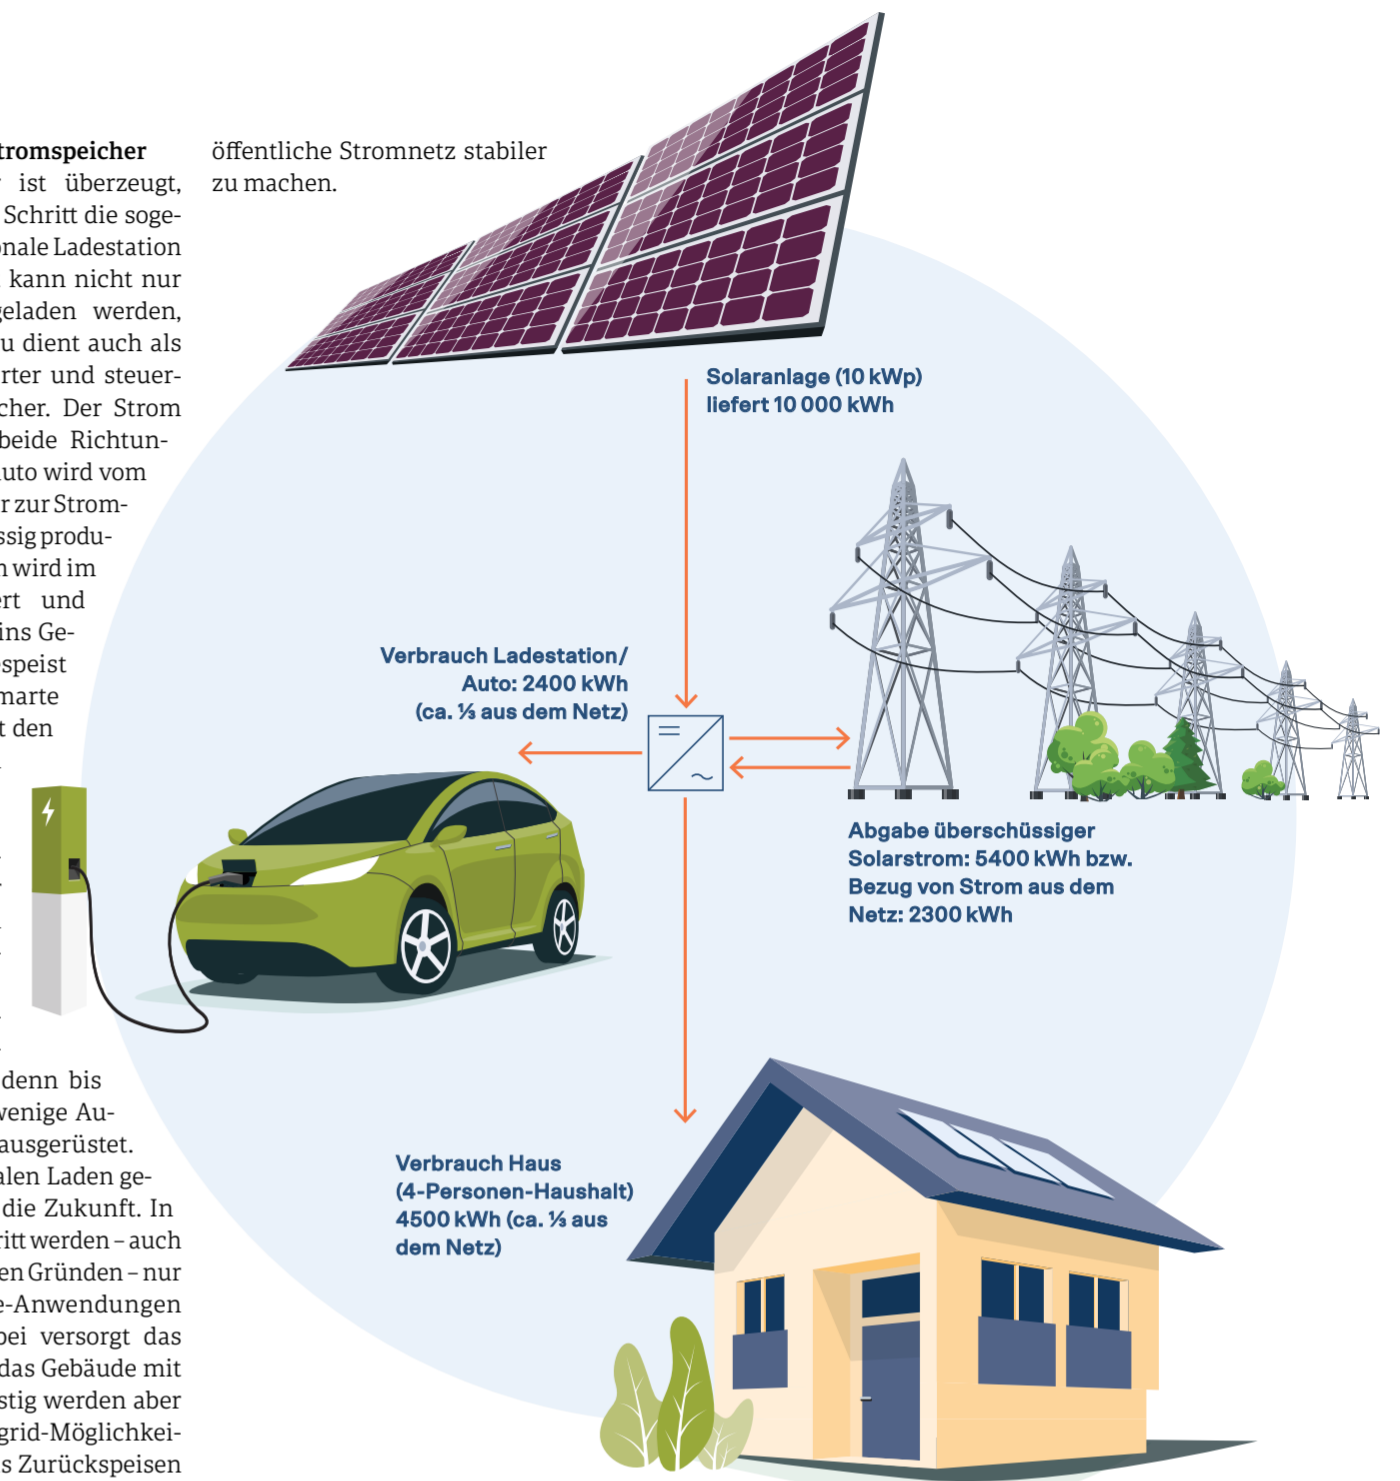 tromspeicher
ist überzeugt,
Schritt die soge-
onale Ladestation
kann nicht nur
geladen werden,
u dient auch als
rter und steuer-
cher. Der Strom
beide Richtun-
uto wird vom
r zur Strom-
ssig produ-
n wird im
ert und
ins Ge-
espeist
marte
t den
denn bis
wenige Au-
ausgerüstet.
alen Laden ge-
die Zukunft. In
ritt werden – auch
en Gründen – nur
e-Anwendungen
bei versorgt das
das Gebäude mit
stig werden aber
grid-Möglichkei-
s Zurückspeisen
öffentliche Stromnetz stabiler
zu machen.
Solaranlage (10 kWp)
liefert 10 000 kWh
Verbrauch Ladestation/
Auto: 2400 kWh
(ca. ⅓ aus dem Netz)
Abgabe überschüssiger
Solarstrom: 5400 kWh bzw.
Bezug von Strom aus dem
Netz: 2300 kWh
Verbrauch Haus
(4-Personen-Haushalt)
4500 kWh (ca. ⅓ aus
dem Netz)